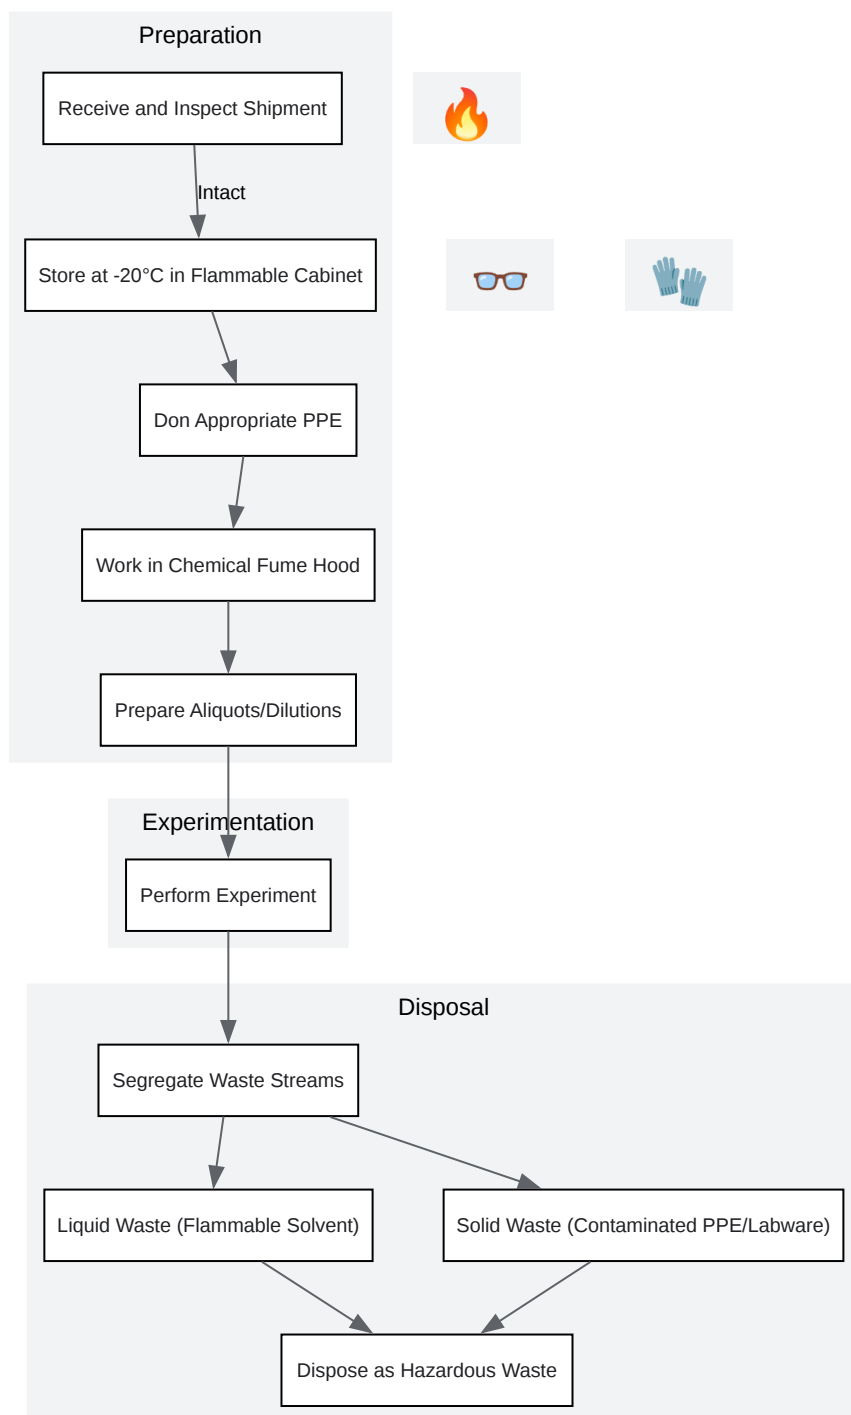 Preparation
Receive and Inspect Shipment
Intact
Store at -20°C in Flammable Cabinet
Don Appropriate PPE
Work in Chemical Fume Hood
Prepare Aliquots/Dilutions
Experimentation
Perform Experiment
Disposal
Segregate Waste Streams
Liquid Waste (Flammable Solvent)
Solid Waste (Contaminated PPE/Labware)
Dispose as Hazardous Waste